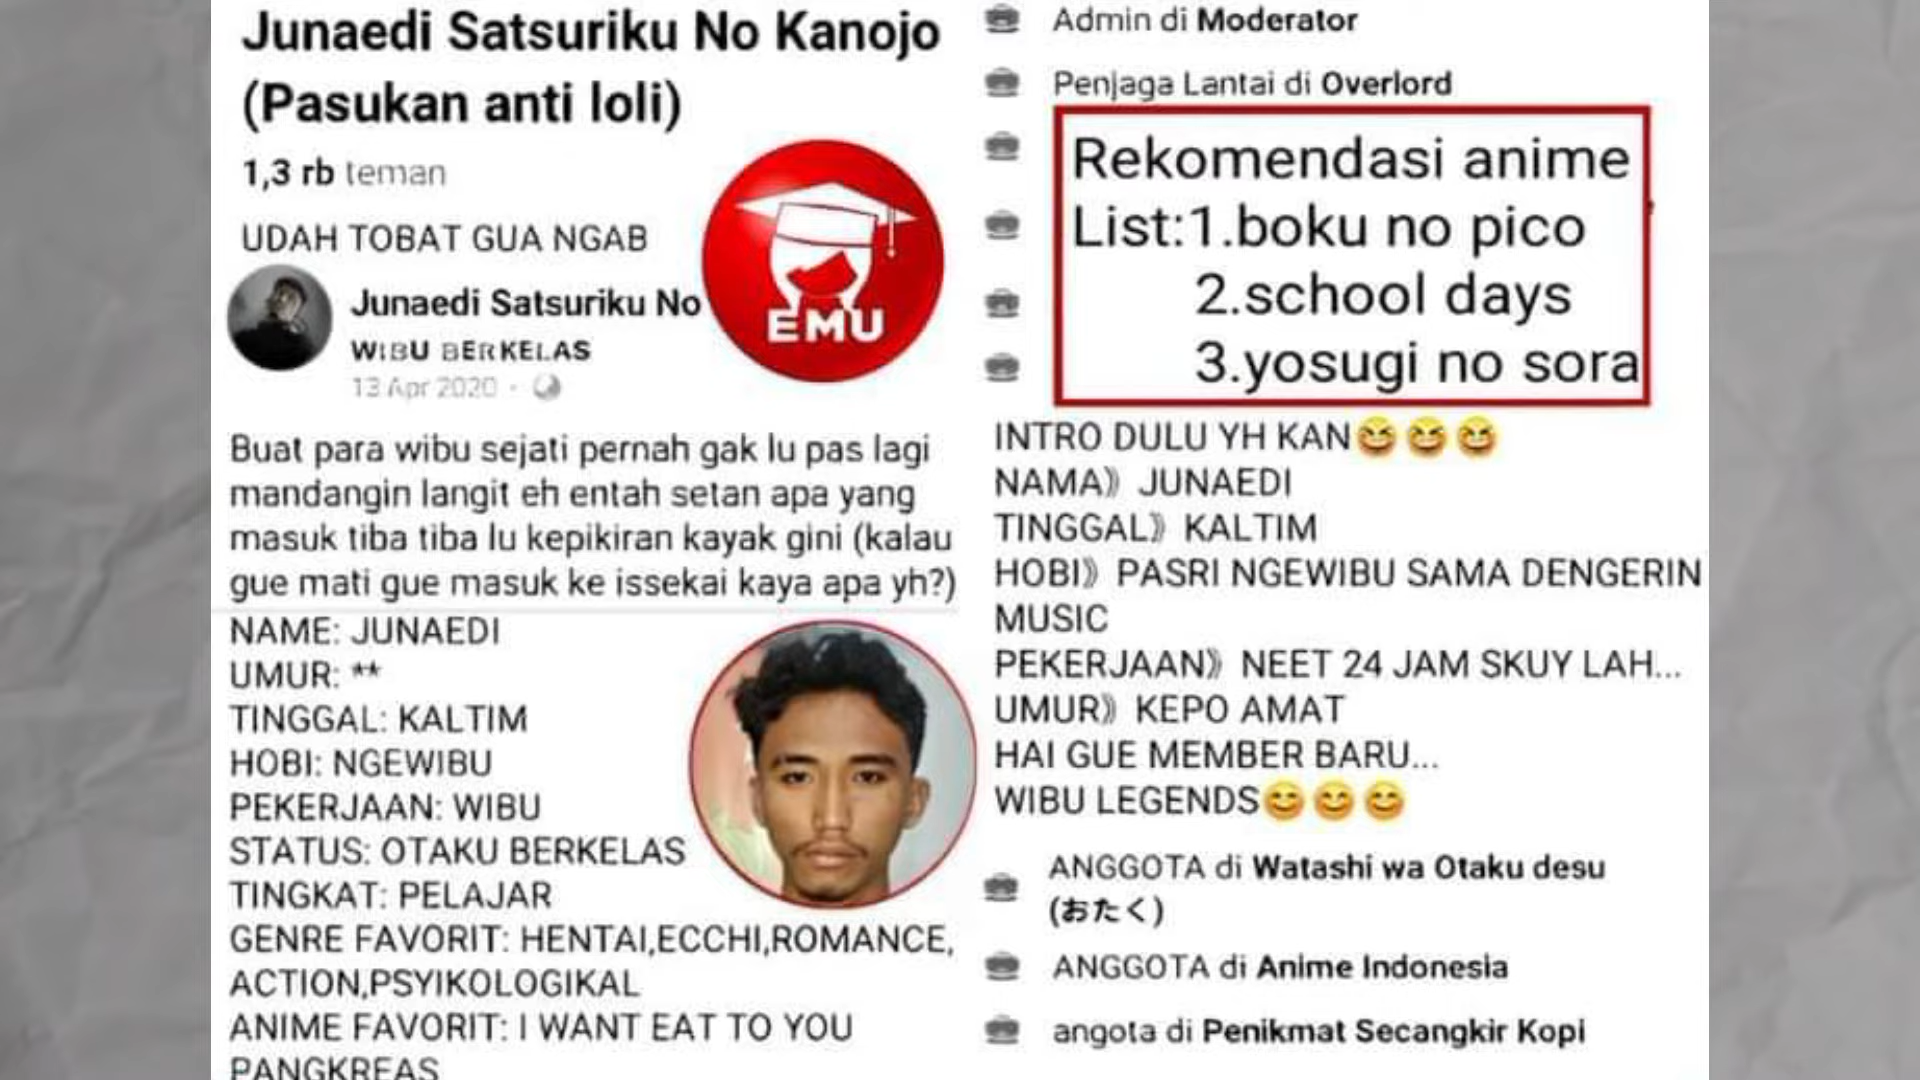 Junaedi Satsuriku No Kanojo
(Pasukan anti loli)
1,3 rb teman
UDAH TOBAT GUA NGAB
Junaedi Satsuriku No
WIBU BERKELAS
13 Apr 2020 ·
EMU
Buat para wibu sejati pernah gak lu pas lagi
mandangin langit eh entah setan apa yang
masuk tiba tiba lu kepikiran kayak gini (kalau
gue mati gue masuk ke issekai kaya apa yh?)
NAME: JUNAEDI
UMUR: **
TINGGAL: KALTIM
HOBI: NGEWIBU
PEKERJAAN: WIBU
STATUS: OTAKU BERKELAS
TINGKAT: PELAJAR
GENRE FAVORIT: HENTAI,ECCHI,ROMANCE,
ACTION,PSYIKOLOGIKAL
ANIME FAVORIT: I WANT EAT TO YOU
PANGKREAS
Admin di Moderator
Penjaga Lantai di Overlord
Rekomendasi anime
List:1.boku no pico
2.school days
3.yosugi no sora
INTRO DULU YH KAN😆😆😆
NAMA》 JUNAEDI
TINGGAL》 KALTIM
HOBI》 PASRI NGEWIBU SAMA DENGERIN
MUSIC
PEKERJAAN》 NEET 24 JAM SKUY LAH...
UMUR》 KEPO AMAT
HAI GUE MEMBER BARU...
WIBU LEGENDS😊😊😊
ANGGOTA di Watashi wa Otaku desu
(おたく)
ANGGOTA di Anime Indonesia
angota di Penikmat Secangkir Kopi